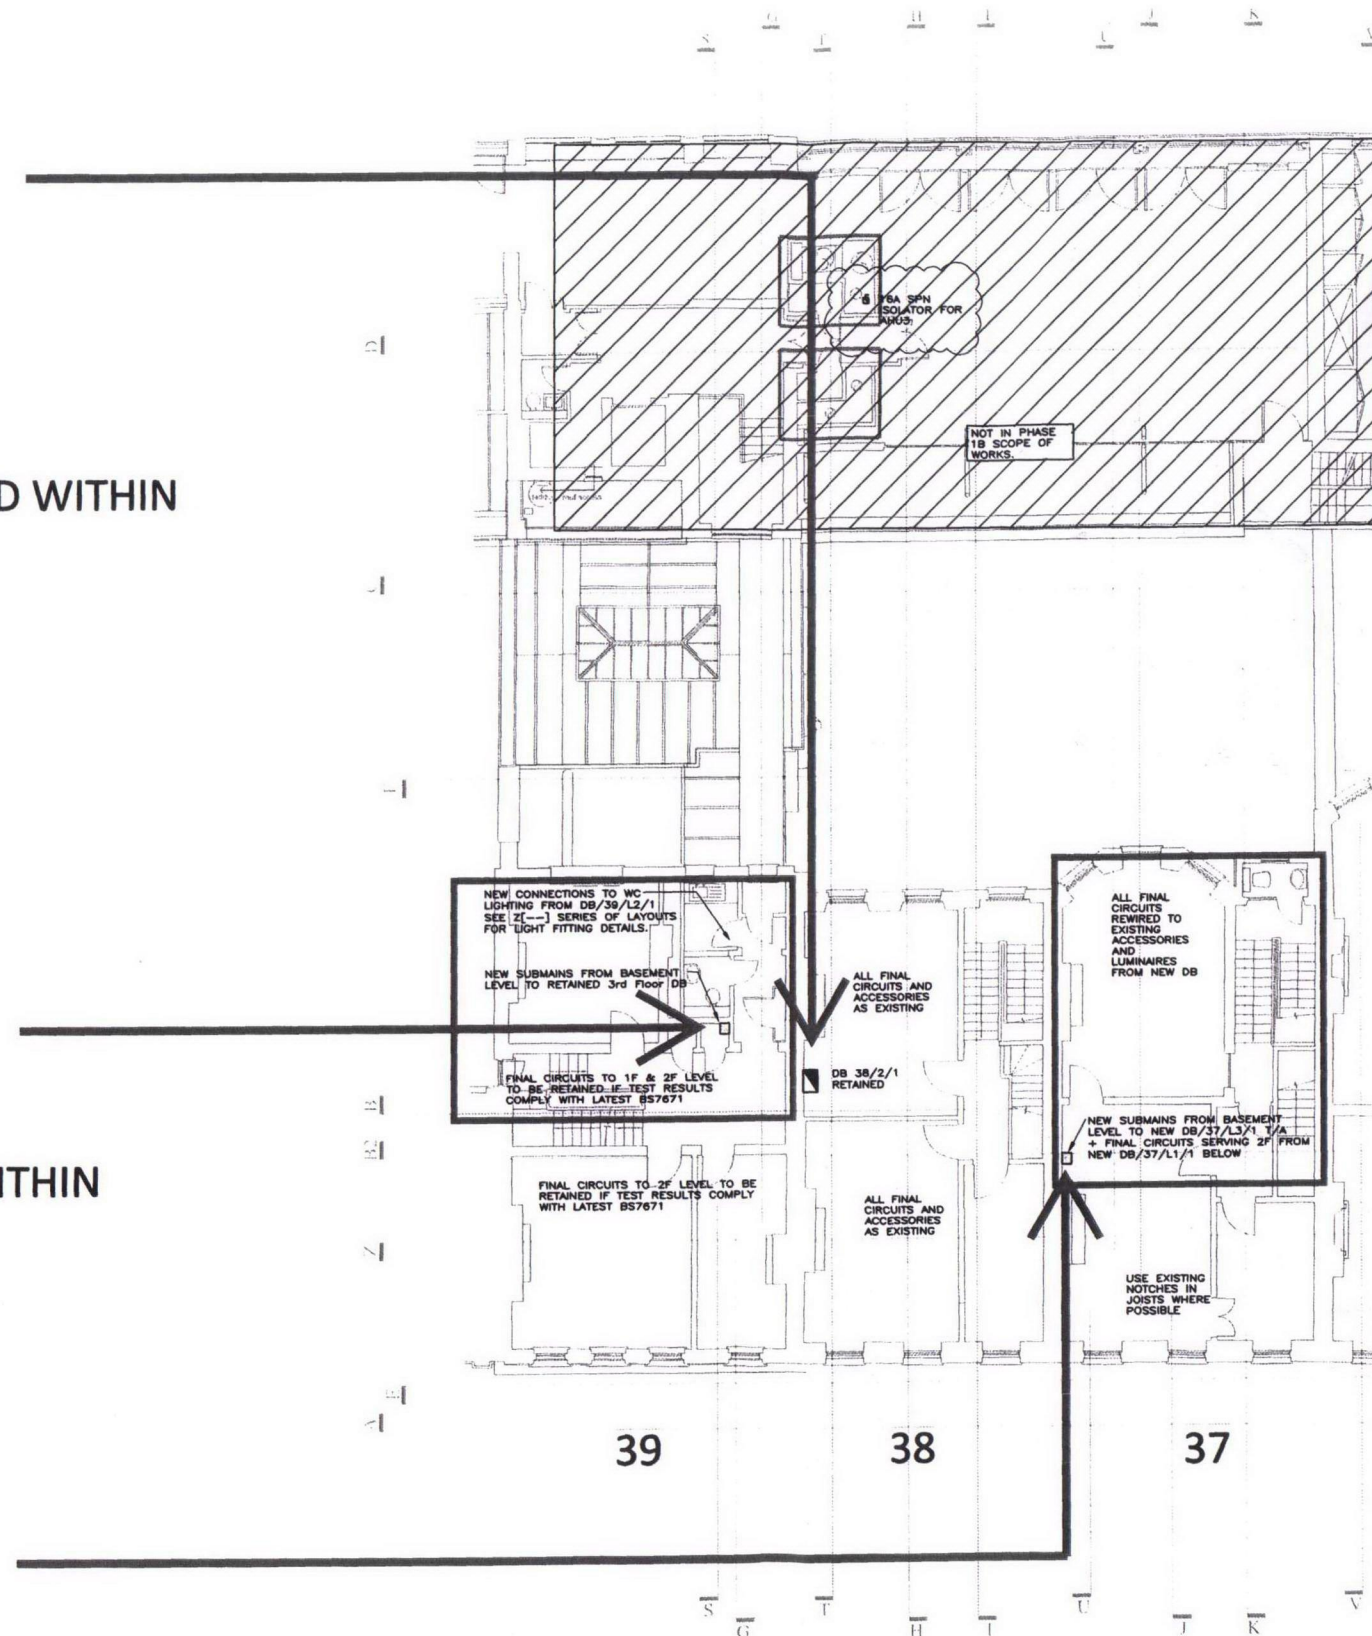 S
G
T
H
I
U
J
K
V
16A SPN
ISOLATOR FOR
AHU3
D
NOT IN PHASE
1B SCOPE OF
WORKS.
D WITHIN
C
NEW CONNECTIONS TO WC
LIGHTING FROM DB/39/L2/1
SEE Z[--] SERIES OF LAYOUTS
FOR LIGHT FITTING DETAILS.
NEW SUBMAINS FROM BASEMENT
LEVEL TO RETAINED 3rd Floor DB
FINAL CIRCUITS TO 1F & 2F LEVEL
TO BE RETAINED IF TEST RESULTS
COMPLY WITH LATEST BS7671
ALL FINAL
CIRCUITS AND
ACCESSORIES
AS EXISTING
DB 38/2/1
RETAINED
ALL FINAL
CIRCUITS
REWIRED TO
EXISTING
ACCESSORIES
AND
LUMINAIRES
FROM NEW DB
NEW SUBMAINS FROM BASEMENT
LEVEL TO NEW DB/37/L3/1 T/A
+ FINAL CIRCUITS SERVING 2F FROM
NEW DB/37/L1/1 BELOW
B
B2
ITHIN
FINAL CIRCUITS TO 2F LEVEL TO BE
RETAINED IF TEST RESULTS COMPLY
WITH LATEST BS7671
ALL FINAL
CIRCUITS AND
ACCESSORIES
AS EXISTING
USE EXISTING
NOTCHES IN
JOISTS WHERE
POSSIBLE
Z
A
39
38
37
S
G
T
H
I
U
J
K
V